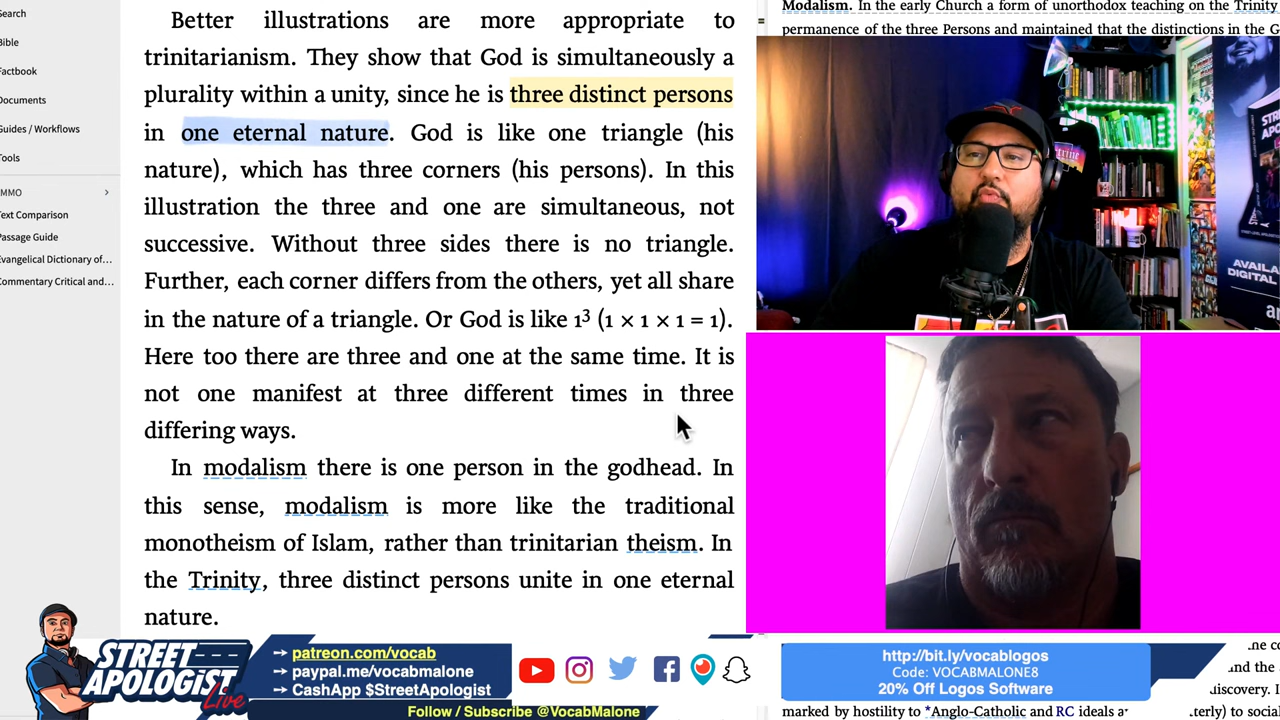 Search
Bible
Factbook
Documents
Guides / Workflows
Tools
MMO
Text Comparison
Passage Guide
Evangelical Dictionary of...
Commentary Critical and...
Better illustrations are more appropriate to
trinitarianism. They show that God is simultaneously a
plurality within a unity, since he is three distinct persons
in one eternal nature. God is like one triangle (his
nature), which has three corners (his persons). In this
illustration the three and one are simultaneous, not
successive. Without three sides there is no triangle.
Further, each corner differs from the others, yet all share
in the nature of a triangle. Or God is like 1³ (1 × 1 × 1 = 1).
Here too there are three and one at the same time. It is
not one manifest at three different times in three
differing ways.
In modalism there is one person in the godhead. In
this sense, modalism is more like the traditional
monotheism of Islam, rather than trinitarian theism. In
the Trinity, three distinct persons unite in one eternal
nature.
Modalism. In the early Church a form of unorthodox teaching on the Trinity
permanence of the three Persons and maintained that the distinctions in the G
STREET
AP
AVAILA
DIGITAL
STREET
APOLOGIST
Live
→ patreon.com/vocab
→ paypal.me/vocabmalone
→ CashApp $StreetApologist
Follow / Subscribe @VocabMalone
http://bit.ly/vocablogos
Code: VOCABMALONE8
20% Off Logos Software
and the
marked by hostility to *Anglo-Catholic and RC ideals
to social